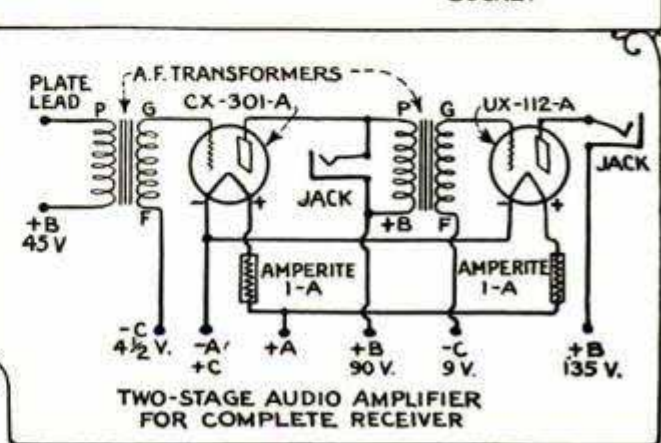 A.F. TRANSFORMERS
PLATE
LEAD
P
G
CX-301-A
P
G
UX-112-A
JACK
JACK
+B
45 V
F
-
+
+B
F
-
+
AMPERITE
1-A
AMPERITE
1-A
-C
4½ V.
-A
+C
+A
+B
90 V.
-C
9 V.
+B
135 V.
TWO-STAGE AUDIO AMPLIFIER
FOR COMPLETE RECEIVER